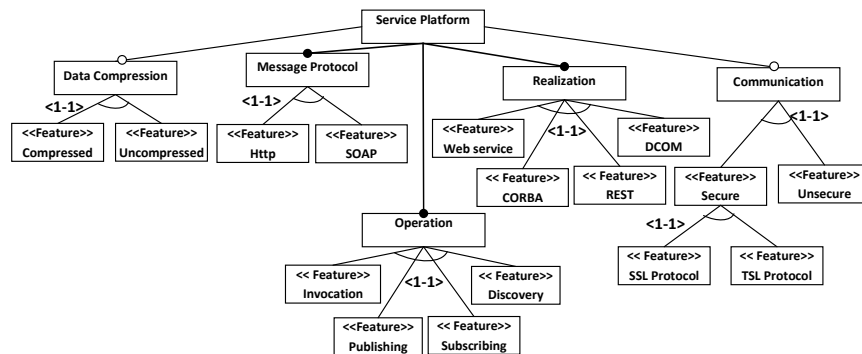 Service Platform
Data Compression
Message Protocol
Realization
Communication
<1-1>
<1-1>
<1-1>
<1-1>
<<Feature>>
Compressed
<<Feature>>
Uncompressed
<<Feature>>
Http
<<Feature>>
SOAP
<<Feature>>
Web service
<<Feature>>
DCOM
<< Feature>>
CORBA
<< Feature>>
REST
<< Feature>>
Secure
<< Feature>>
Unsecure
<1-1>
Operation
<< Feature>>
SSL Protocol
<< Feature>>
TSL Protocol
<1-1>
<< Feature>>
Invocation
<< Feature>>
Discovery
<<Feature>>
Publishing
<< Feature>>
Subscribing